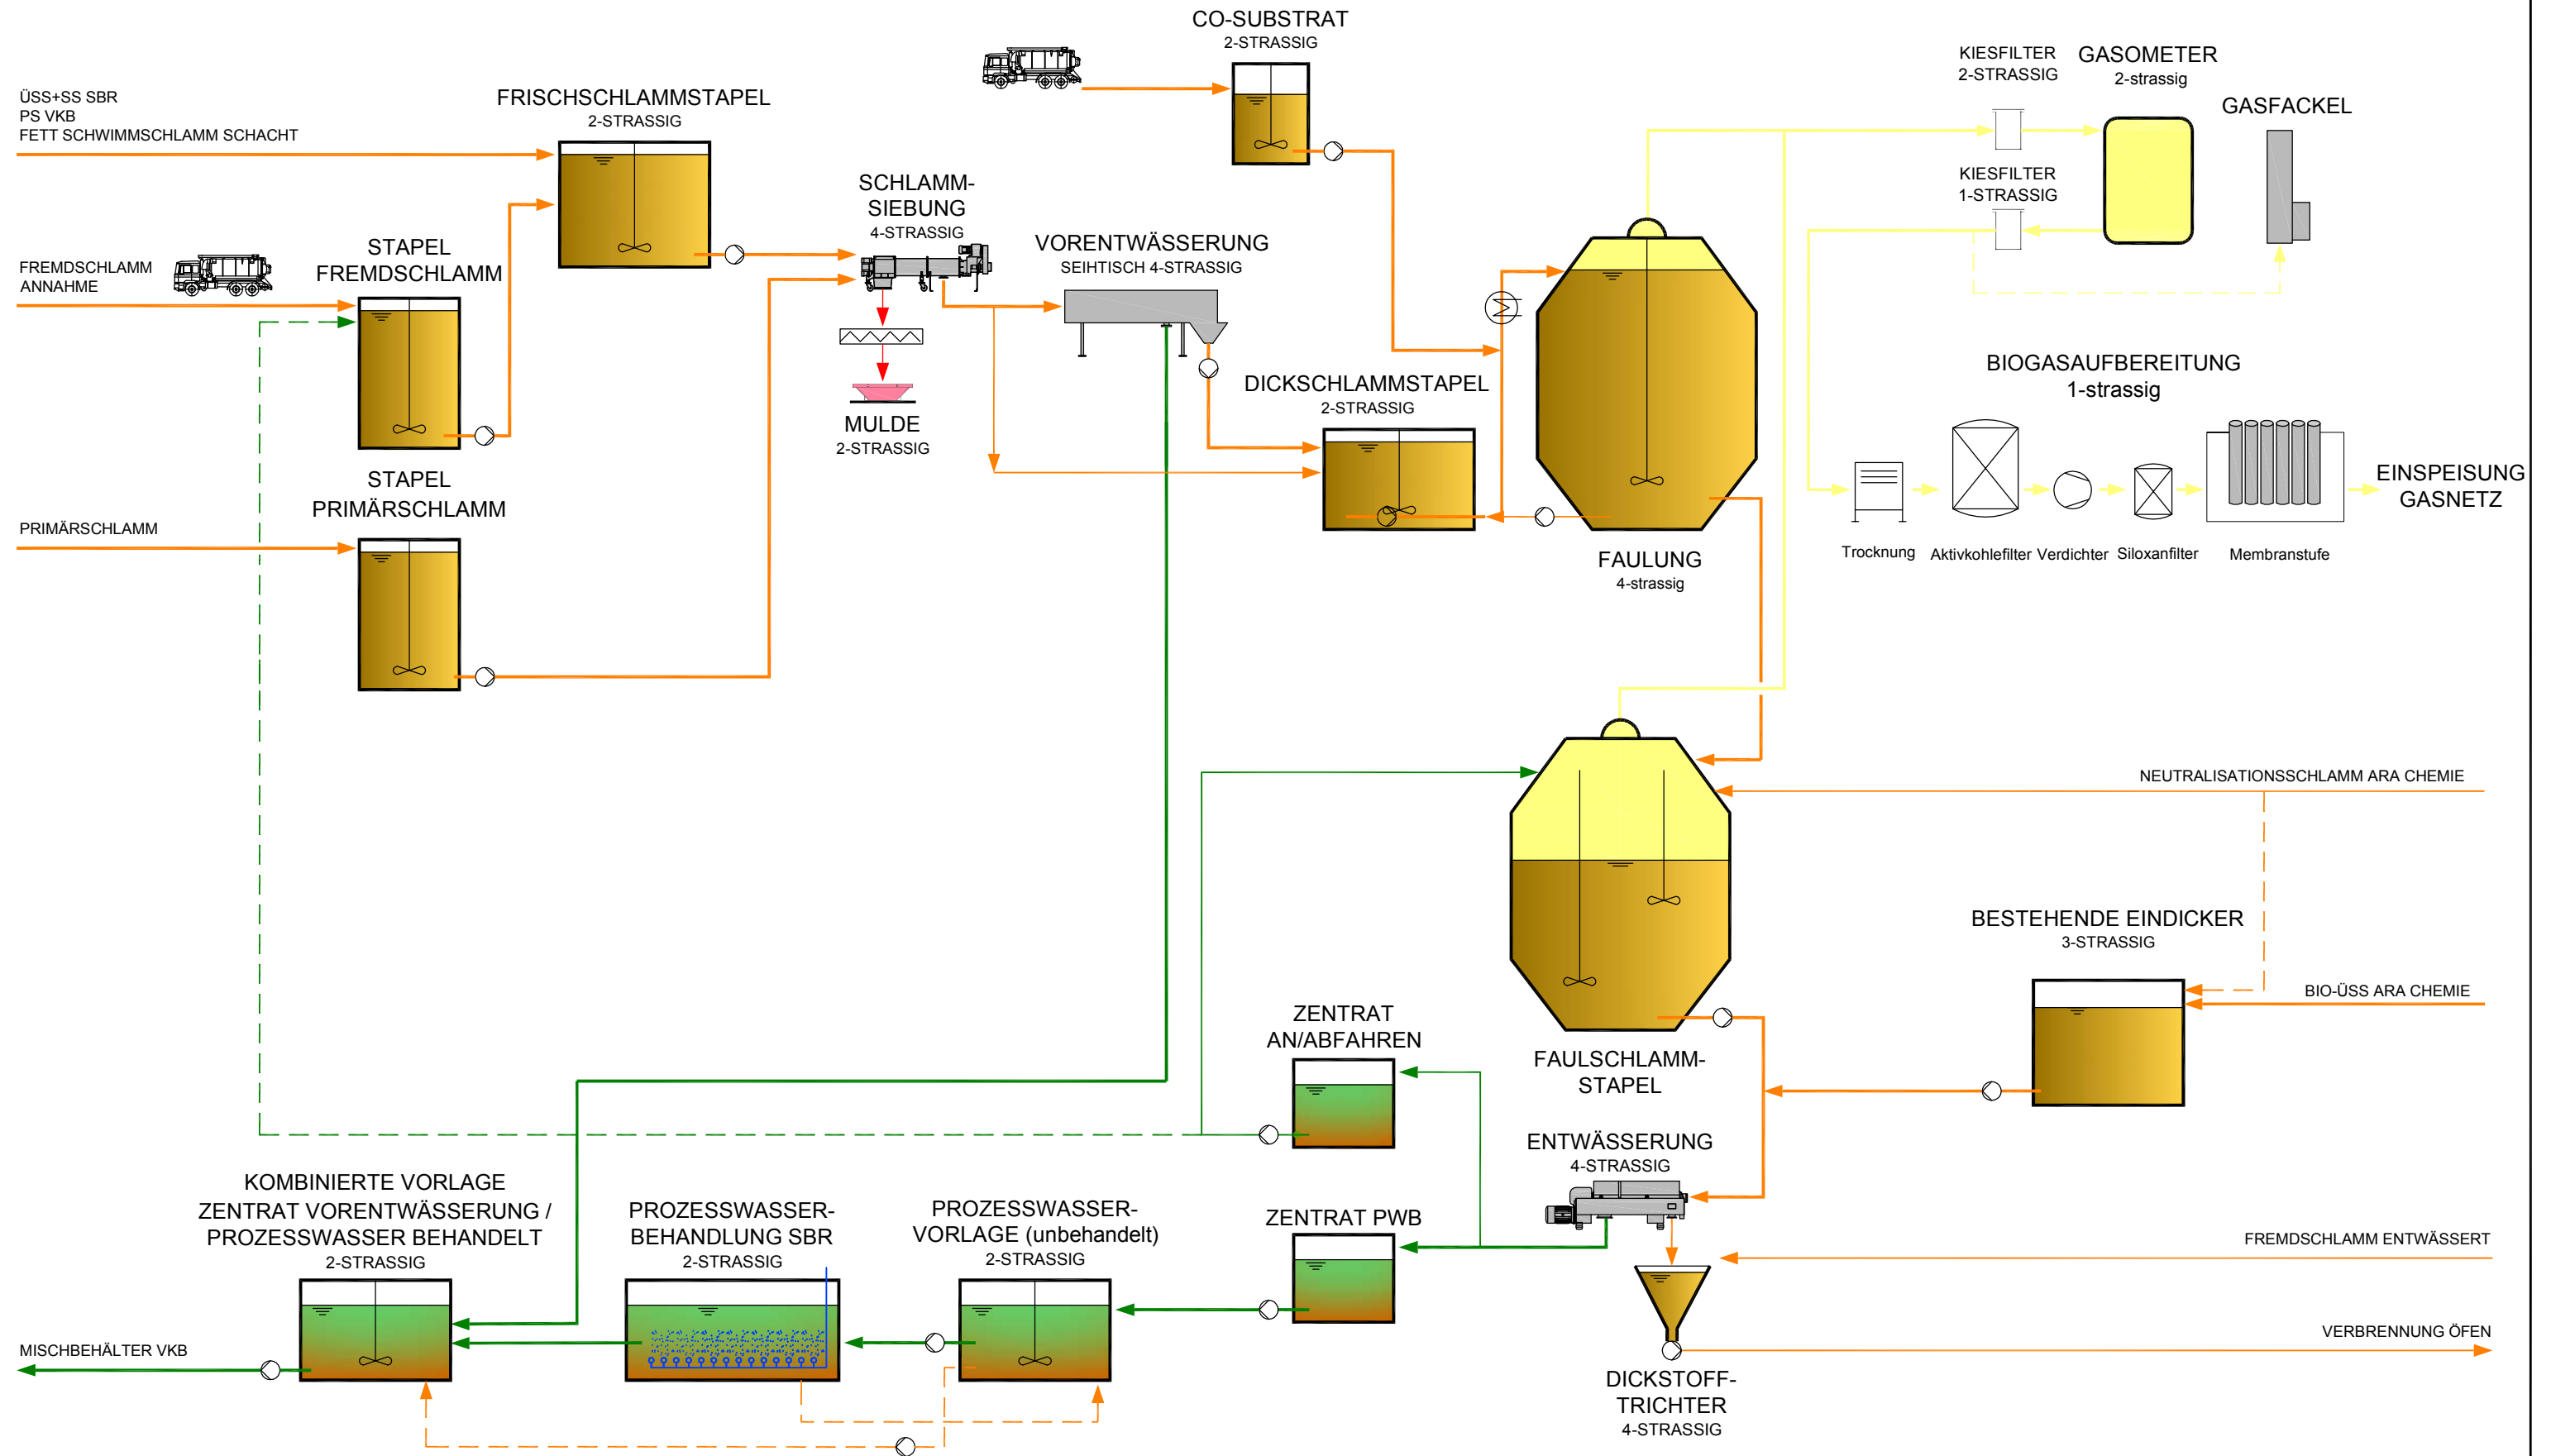 CO-SUBSTRAT
2-STRASSIG
KIESFILTER
2-STRASSIG
GASOMETER
2-strassig
GASFACKEL
ÜSS+SS SBR
PS VKB
FETT SCHWIMMSCHLAMM SCHACHT
FRISCHSCHLAMMSTAPEL
2-STRASSIG
KIESFILTER
1-STRASSIG
SCHLAMM-
SIEBUNG
4-STRASSIG
STAPEL
FREMDSCHLAMM
VORENTWÄSSERUNG
SEIHTISCH 4-STRASSIG
FREMDSCHLAMM
ANNAHME
BIOGASAUFBEREITUNG
1-strassig
DICKSCHLAMMSTAPEL
2-STRASSIG
MULDE
2-STRASSIG
STAPEL
PRIMÄRSCHLAMM
EINSPEISUNG
GASNETZ
PRIMÄRSCHLAMM
Trocknung
Aktivkohlefilter
Verdichter
Siloxanfilter
Membranstufe
FAULUNG
4-strassig
NEUTRALISATIONSSCHLAMM ARA CHEMIE
BESTEHENDE EINDICKER
3-STRASSIG
BIO-ÜSS ARA CHEMIE
ZENTRAT
AN/ABFAHREN
FAULSCHLAMM-
STAPEL
ENTWÄSSERUNG
4-STRASSIG
KOMBINIERTE VORLAGE
ZENTRAT VORENTWÄSSERUNG /
PROZESSWASSER BEHANDELT
2-STRASSIG
PROZESSWASSER-
BEHANDLUNG SBR
2-STRASSIG
PROZESSWASSER-
VORLAGE (unbehandelt)
2-STRASSIG
ZENTRAT PWB
FREMDSCHLAMM ENTWÄSSERT
MISCHBEHÄLTER VKB
VERBRENNUNG ÖFEN
DICKSTOFF-
TRICHTER
4-STRASSIG